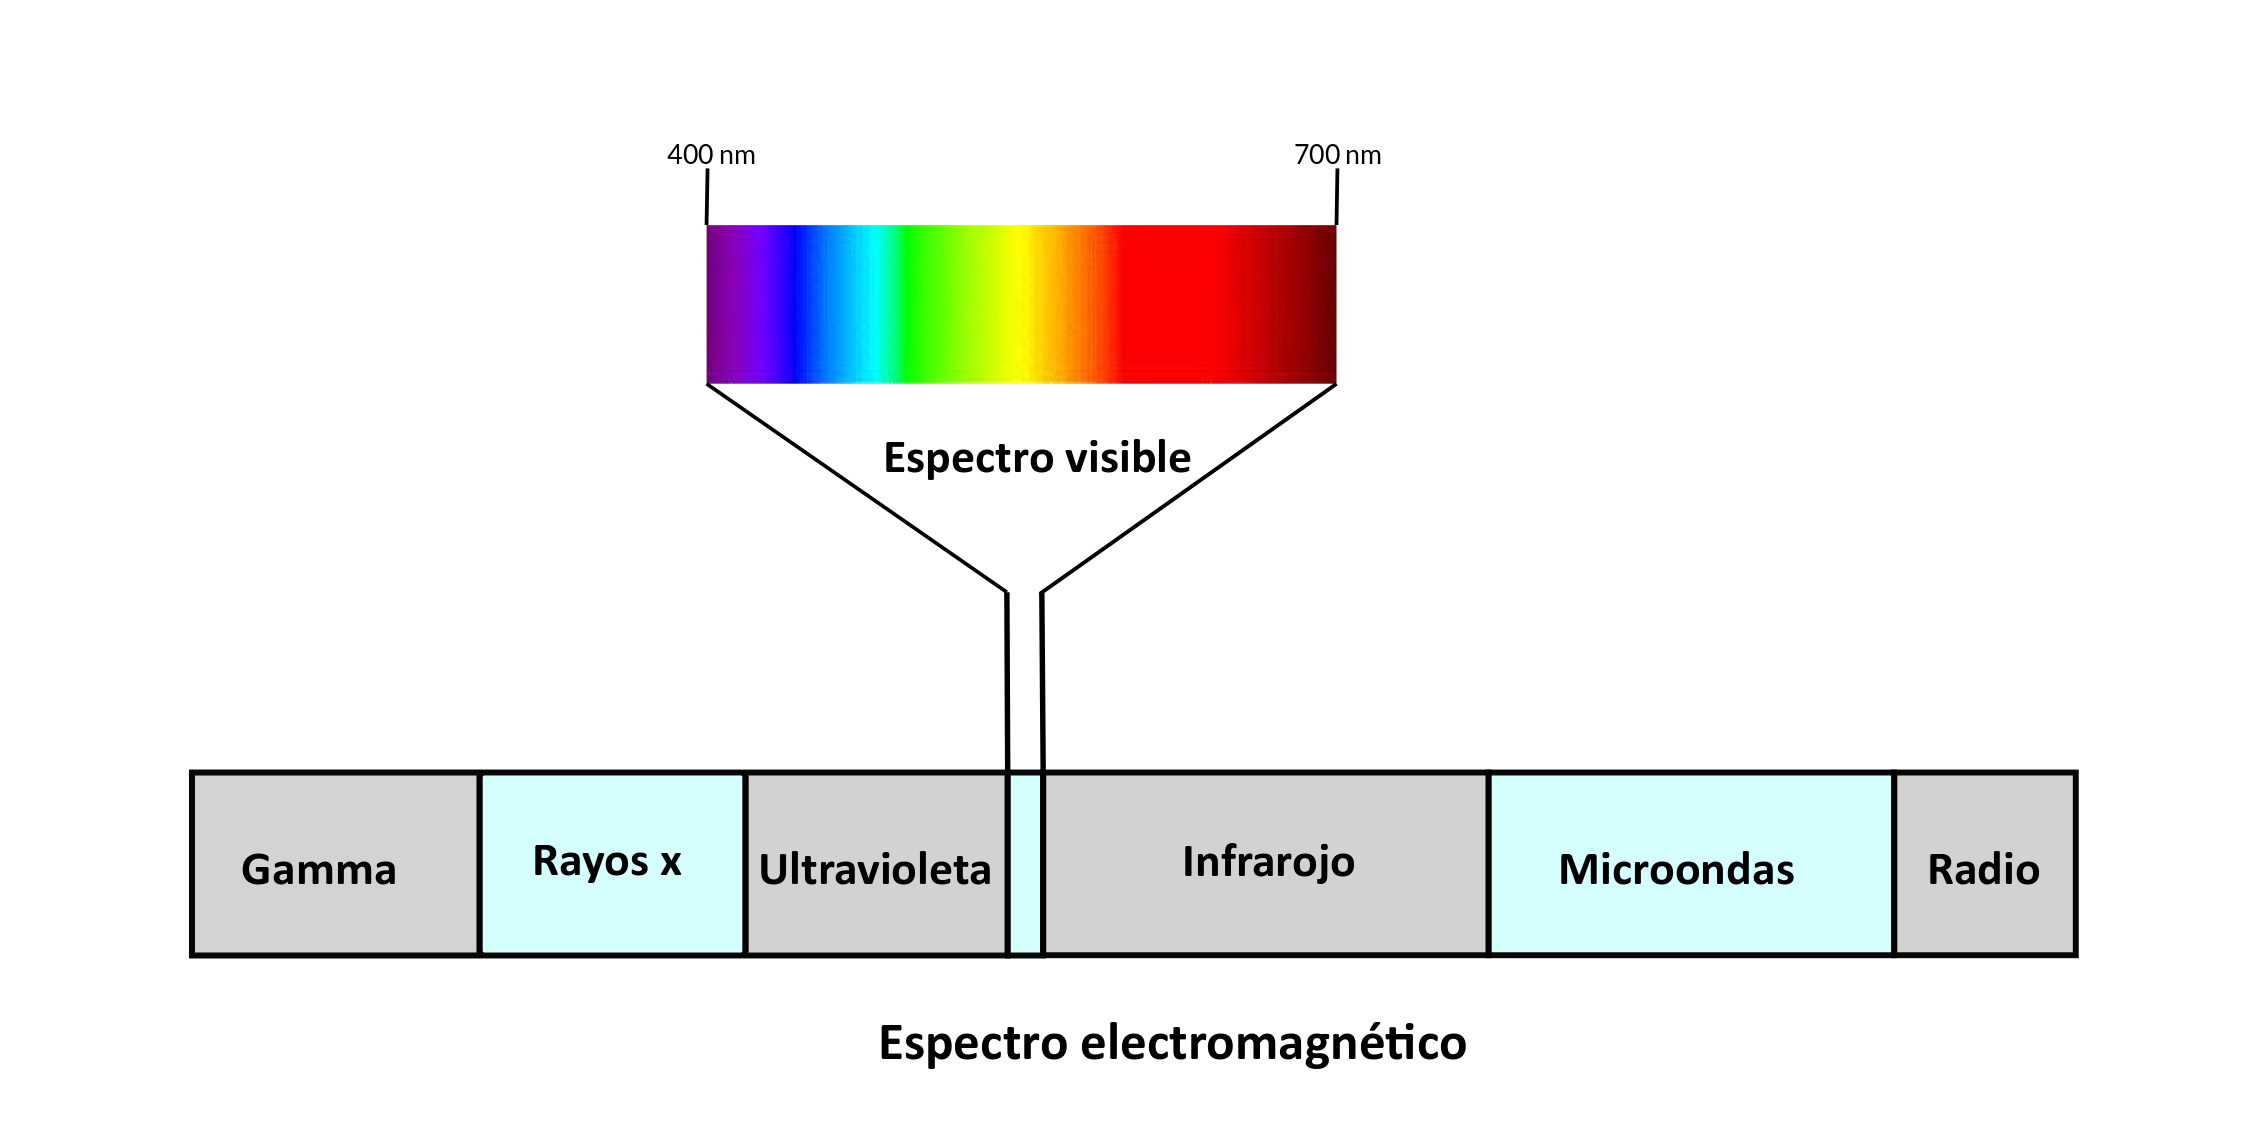 400 nm
700 nm
Espectro visible
Gamma
Rayos x
Ultravioleta
Infrarojo
Microondas
Radio
Espectro electromagnético